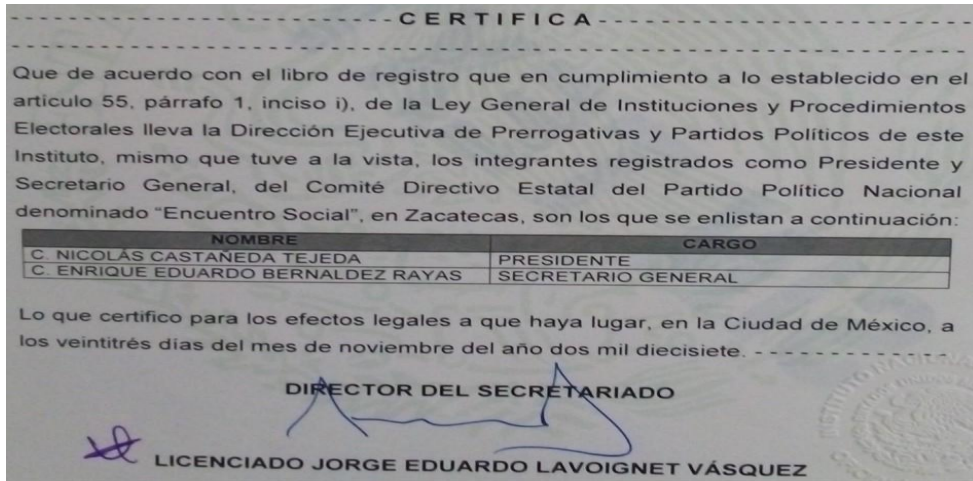 - - - - - - - - - - - - - - - - - - - - - - - - - - C E R T I F I C A - - - - - - - - - - - - - - - - - - - - - - - - - -
- - - - - - - - - - - - - - - - - - - - - - - - - - - - - - - - - - - - - - - - - - - - - - - - - - - - - - - - - - - - - - - -
Que de acuerdo con el libro de registro que en cumplimiento a lo establecido en el
artículo 55, párrafo 1, inciso i), de la Ley General de Instituciones y Procedimientos
Electorales lleva la Dirección Ejecutiva de Prerrogativas y Partidos Políticos de este
Instituto, mismo que tuve a la vista, los integrantes registrados como Presidente y
Secretario General, del Comité Directivo Estatal del Partido Político Nacional
denominado “Encuentro Social”, en Zacatecas, son los que se enlistan a continuación:
NOMBRE CARGO
C. NICOLÁS CASTAÑEDA TEJEDA PRESIDENTE
C. ENRIQUE EDUARDO BERNALDEZ RAYAS SECRETARIO GENERAL
Lo que certifico para los efectos legales a que haya lugar, en la Ciudad de México, a
los veintitrés días del mes de noviembre del año dos mil diecisiete. - - - - - - - - - - - - -
DIRECTOR DEL SECRETARIADO
LICENCIADO JORGE EDUARDO LAVOIGNET VÁSQUEZ